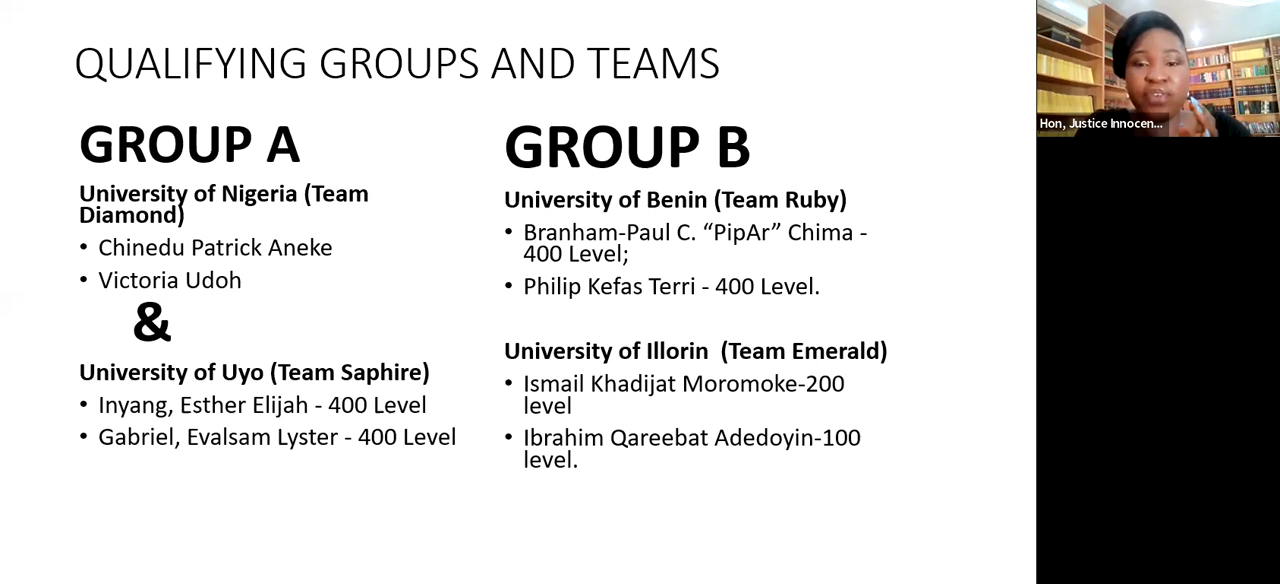 QUALIFYING GROUPS AND TEAMS
GROUP A
University of Nigeria (Team
Diamond)
• Chinedu Patrick Aneke
• Victoria Udoh
&
University of Uyo (Team Saphire)
• Inyang, Esther Elijah - 400 Level
• Gabriel, Evalsam Lyster - 400 Level
GROUP B
University of Benin (Team Ruby)
• Branham-Paul C. “PipAr” Chima -
400 Level;
• Philip Kefas Terri - 400 Level.
University of Illorin  (Team Emerald)
• Ismail Khadijat Moromoke-200
level
• Ibrahim Qareebat Adedoyin-100
level.
Hon, Justice Innocen...